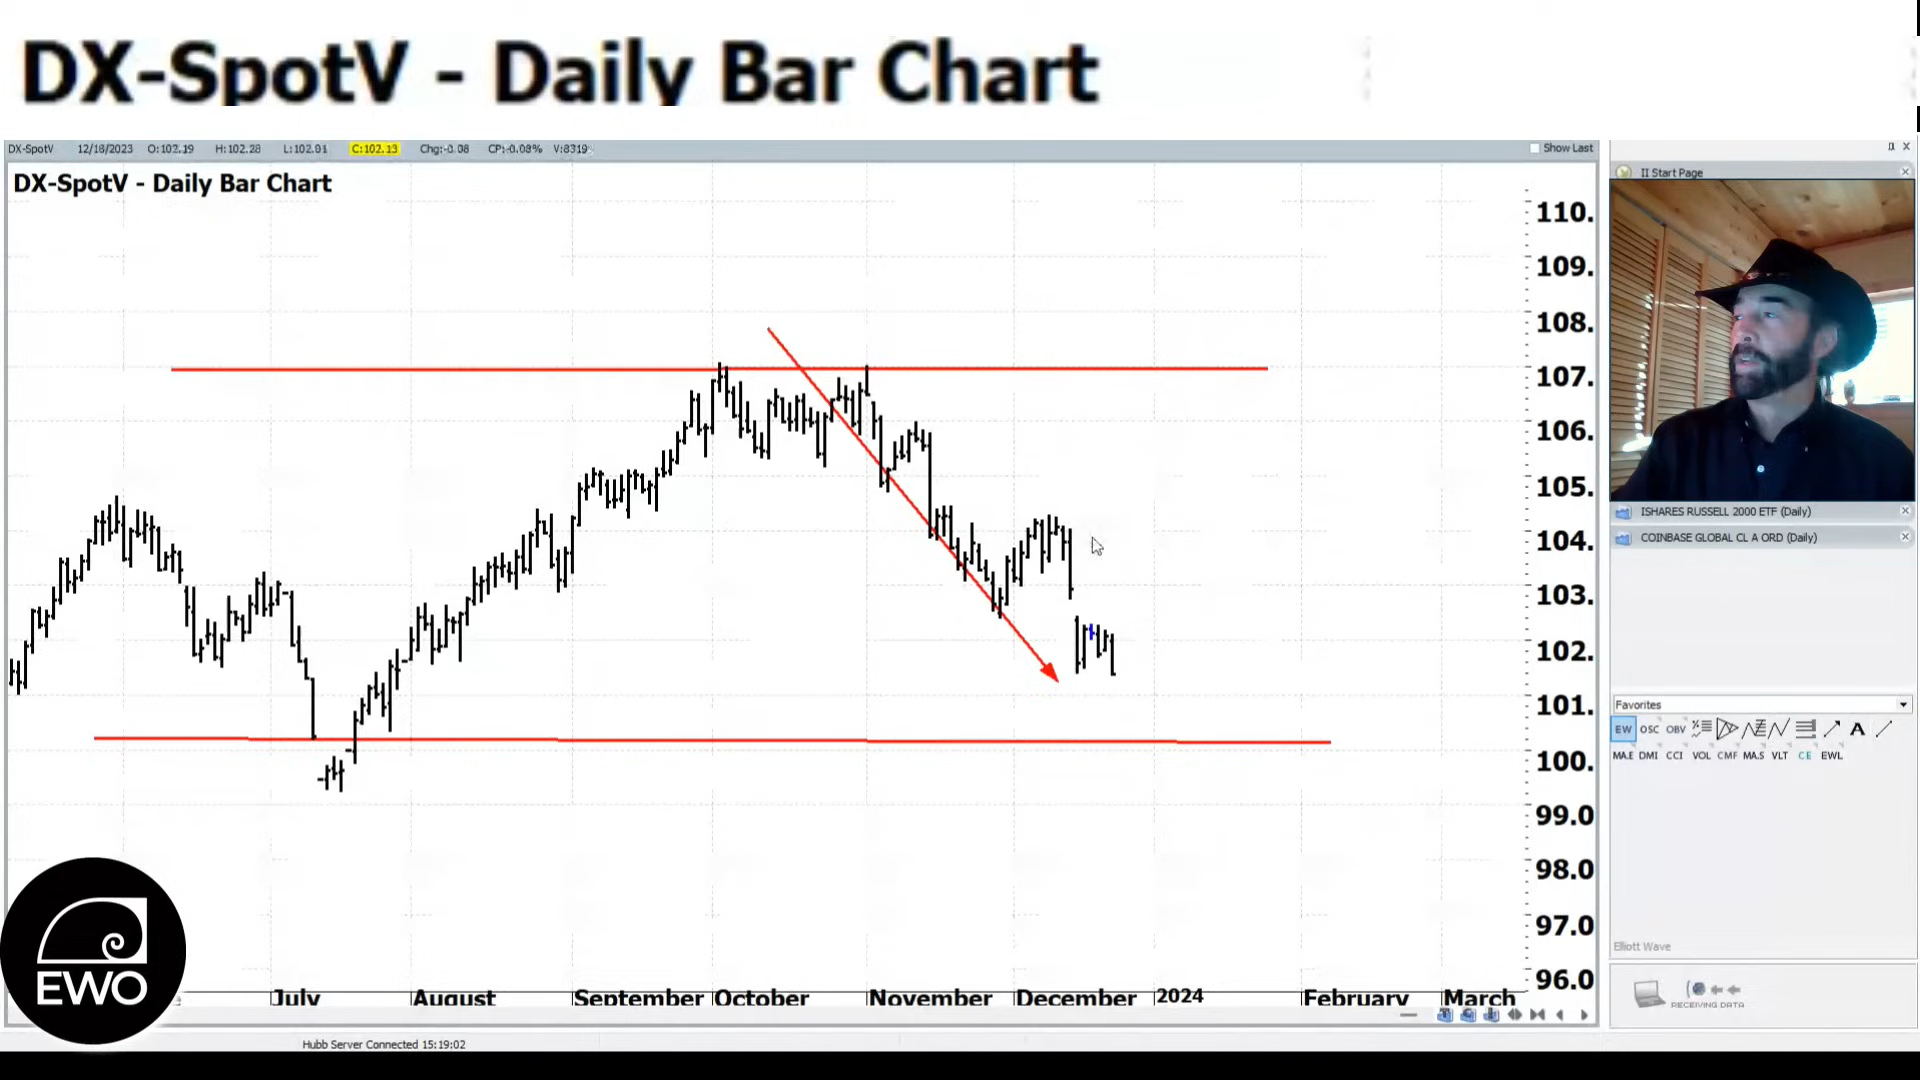 DX-SpotV - Daily Bar Chart
DX-SpotV 12/18/2023 O:102.19 H:102.28 L:102.01 C:102.13 Chg:-0.08 CP:-0.08% V:8319
Show Last
DX-SpotV - Daily Bar Chart
II Start Page
110.
109.
108.
107.
106.
105.
104.
103.
102.
101.
100.
99.0
98.0
97.0
96.0
ISHARES RUSSELL 2000 ETF (Daily)
COINBASE GLOBAL CL A ORD (Daily)
Favorites
EW OSC OBV A
MA.E DMI CCI VOL CMF MA.S VLT CE EWL
Elliott Wave
RECEIVING DATA
July August September October November December 2024 February March
EWO
Hubb Server Connected 15:19:02